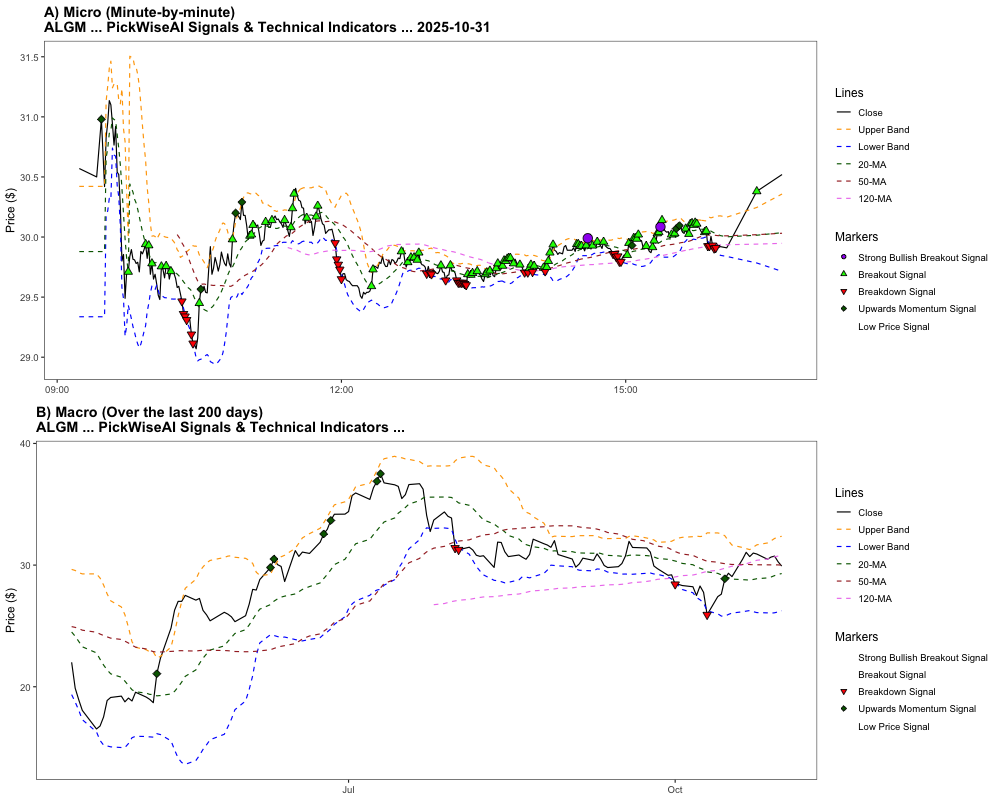 A) Micro (Minute-by-minute)
ALGM ... PickWiseAI Signals & Technical Indicators ... 2025-10-31
Price ($)
31.5
31.0
30.5
30.0
29.5
29.0
09:00
12:00
15:00
Lines
Close
Upper Band
Lower Band
20-MA
50-MA
120-MA
Markers
Strong Bullish Breakout Signal
Breakout Signal
Breakdown Signal
Upwards Momentum Signal
Low Price Signal
B) Macro (Over the last 200 days)
ALGM ... PickWiseAI Signals & Technical Indicators ...
Price ($)
40
30
20
Jul
Oct
Lines
Close
Upper Band
Lower Band
20-MA
50-MA
120-MA
Markers
Strong Bullish Breakout Signal
Breakout Signal
Breakdown Signal
Upwards Momentum Signal
Low Price Signal